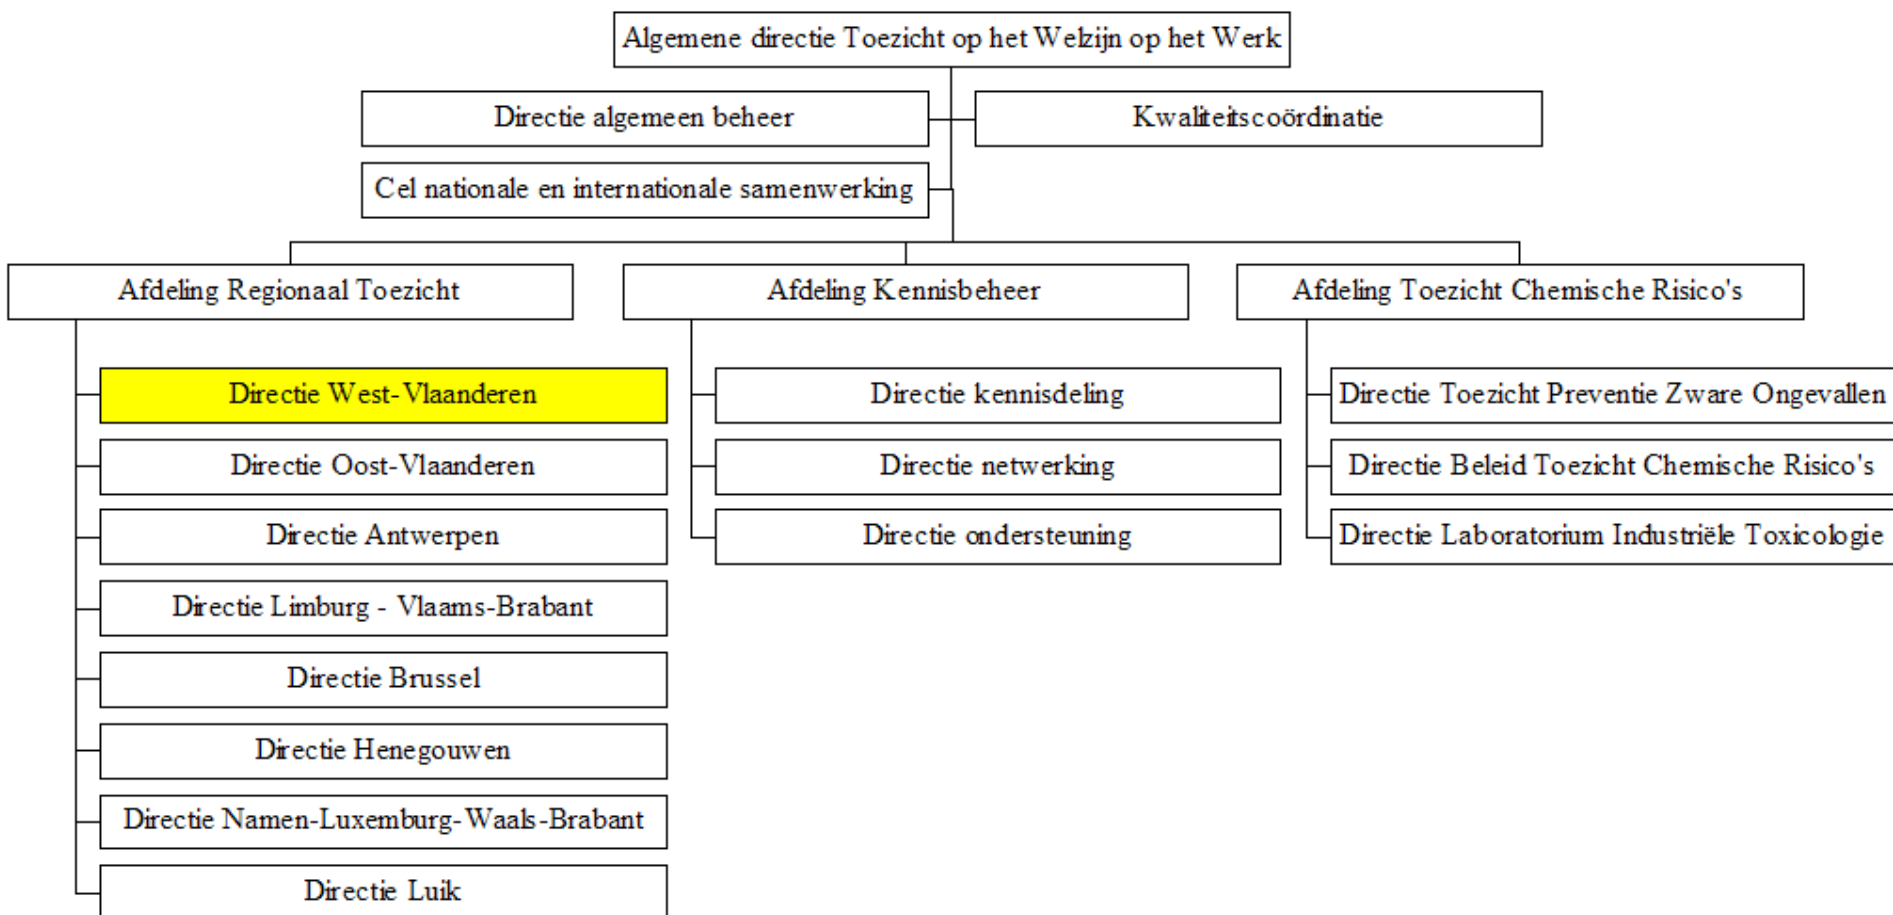 Algemene directie Toezicht op het Welzijn op het Werk
Directie algemeen beheer
Kwaliteitscoördinatie
Cel nationale en internationale samenwerking
Afdeling Regionaal Toezicht
Afdeling Kennisbeheer
Afdeling Toezicht Chemische Risico's
Directie West-Vlaanderen
Directie Oost-Vlaanderen
Directie Antwerpen
Directie Limburg - Vlaams-Brabant
Directie Brussel
Directie Henegouwen
Directie Namen-Luxemburg-Waals-Brabant
Directie Luik
Directie kennisdeling
Directie netwerking
Directie ondersteuning
Directie Toezicht Preventie Zware Ongevallen
Directie Beleid Toezicht Chemische Risico's
Directie Laboratorium Industriële Toxicologie